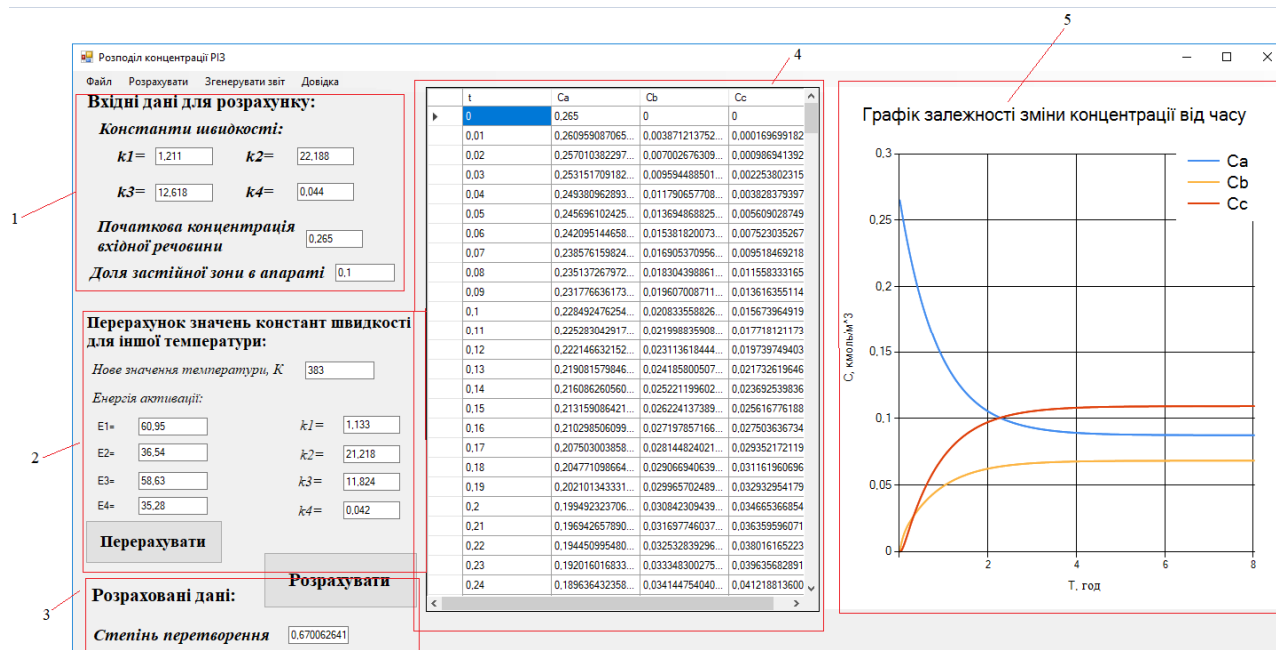 5
4
Розподіл концентрації РІЗ
Файл Розрахувати Згенерувати звіт Довідка
1
Вхідні дані для розрахунку:
Константи швидкості:
k1= 1,211 k2= 22,188
k3= 12,618 k4= 0,044
Початкова концентрація
вхідної речовини 0,265
Доля застійної зони в апараті 0,1
2
Перерахунок значень констант швидкості
для іншої температури:
Нове значення температури, К 383
Енергія активації:
E1= 60,95 k1= 1,133
E2= 36,54 k2= 21,218
E3= 58,63 k3= 11,824
E4= 35,28 k4= 0,042
Перерахувати
Розрахувати
3
Розраховані дані:
Степінь перетворення 0,670062641
t Ca Cb Cc
0 0,265 0 0
0,01 0,260959087065... 0,003871213752... 0,000169699182
0,02 0,257010382297... 0,007002676309... 0,000986941392
0,03 0,253151709182... 0,009594488501... 0,002253802315
0,04 0,249380962893... 0,011790657708... 0,003828379397
0,05 0,245696102425... 0,013694868825... 0,005609028749
0,06 0,242095144658... 0,015381820073... 0,007523035267
0,07 0,238576159824... 0,016905370956... 0,009518469218
0,08 0,235137267972... 0,018304398861... 0,011558333165
0,09 0,231776636173... 0,019607008711... 0,013616355114
0,1 0,228492476254... 0,020833558826... 0,015673964919
0,11 0,225283042917... 0,021998835908... 0,017718121173
0,12 0,222146632152... 0,023113618444... 0,019739749403
0,13 0,219081579846... 0,024185800507... 0,021732619646
0,14 0,216086260560... 0,025221199602... 0,023692539836
0,15 0,213159086421... 0,026224137389... 0,025616776188
0,16 0,210298506099... 0,027197857166... 0,027503636734
0,17 0,207503003858... 0,028144824021... 0,029352172119
0,18 0,204771098664... 0,029066940639... 0,031161960696
0,19 0,202101343331... 0,029965702489... 0,032932954179
0,2 0,199492323706... 0,030842309439... 0,034665366854
0,21 0,196942657890... 0,031697746037... 0,036359596071
0,22 0,194450995480... 0,032532839296... 0,038016165223
0,23 0,192016016833... 0,033348300275... 0,039635682891
0,24 0,189636432358... 0,034144754040... 0,041218813600
Графік залежності зміни концентрації від часу
Ca
Cb
Cc
C, кмоль/м^3
0,3
0,25
0,2
0,15
0,1
0,05
0
2 4 6 8
Т, год